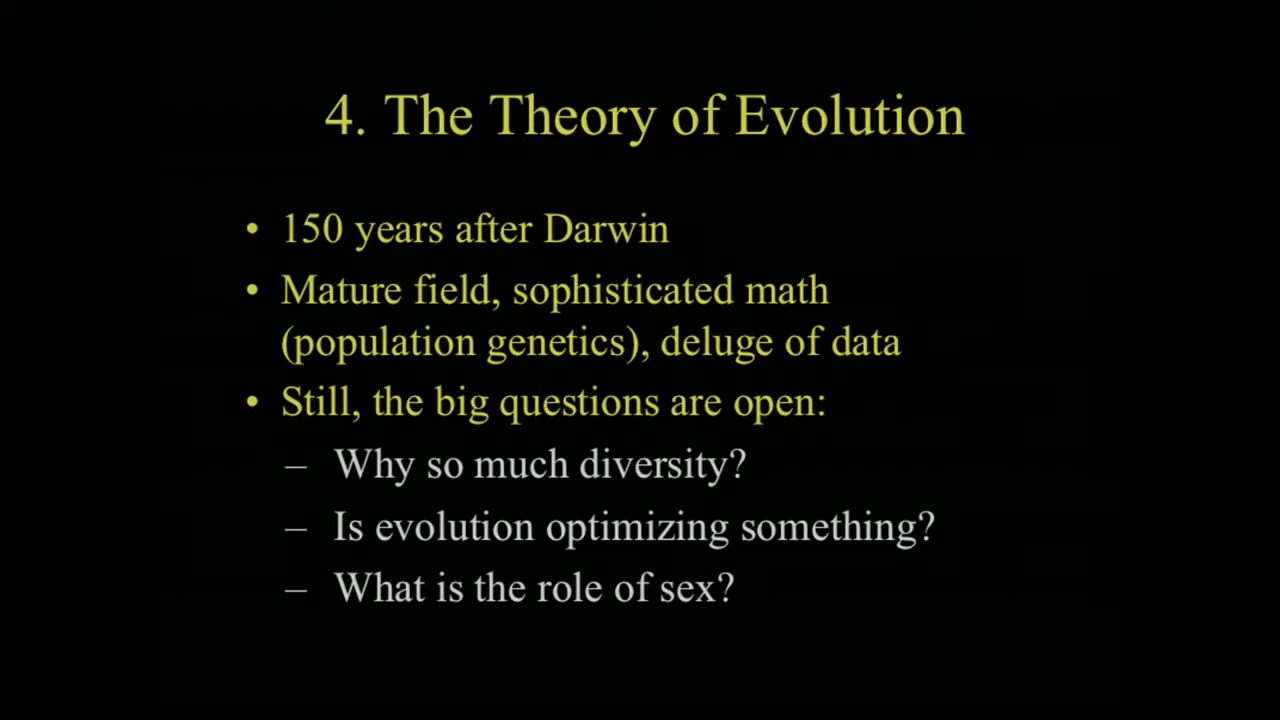 4. The Theory of Evolution
• 150 years after Darwin
• Mature field, sophisticated math
(population genetics), deluge of data
• Still, the big questions are open:
– Why so much diversity?
– Is evolution optimizing something?
– What is the role of sex?